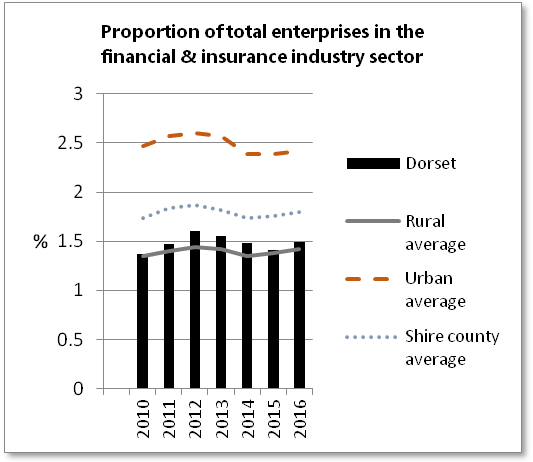 Proportion of total enterprises in the
financial & insurance industry sector
3
2.5
2
% 1.5
1
0.5
0
2010
2011
2012
2013
2014
2015
2016
Dorset
Rural
average
Urban
average
Shire county
average